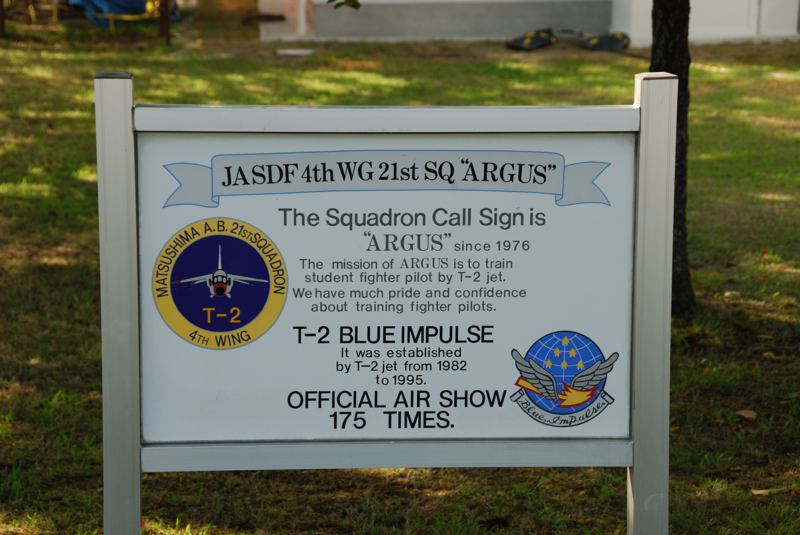 JASDF 4th WG 21st SQ "ARGUS"
The Squadron Call Sign is
"ARGUS" since 1976
The mission of ARGUS is to train
student fighter pilot by T-2 jet.
We have much pride and confidence
about training fighter pilots.
MATSUSHIMA A.B. 21ST SQUADRON
T-2
4TH WING
T-2 BLUE IMPULSE
It was established
by T-2 jet from 1982
to 1995.
OFFICIAL AIR SHOW
175 TIMES.
Blue Impulse